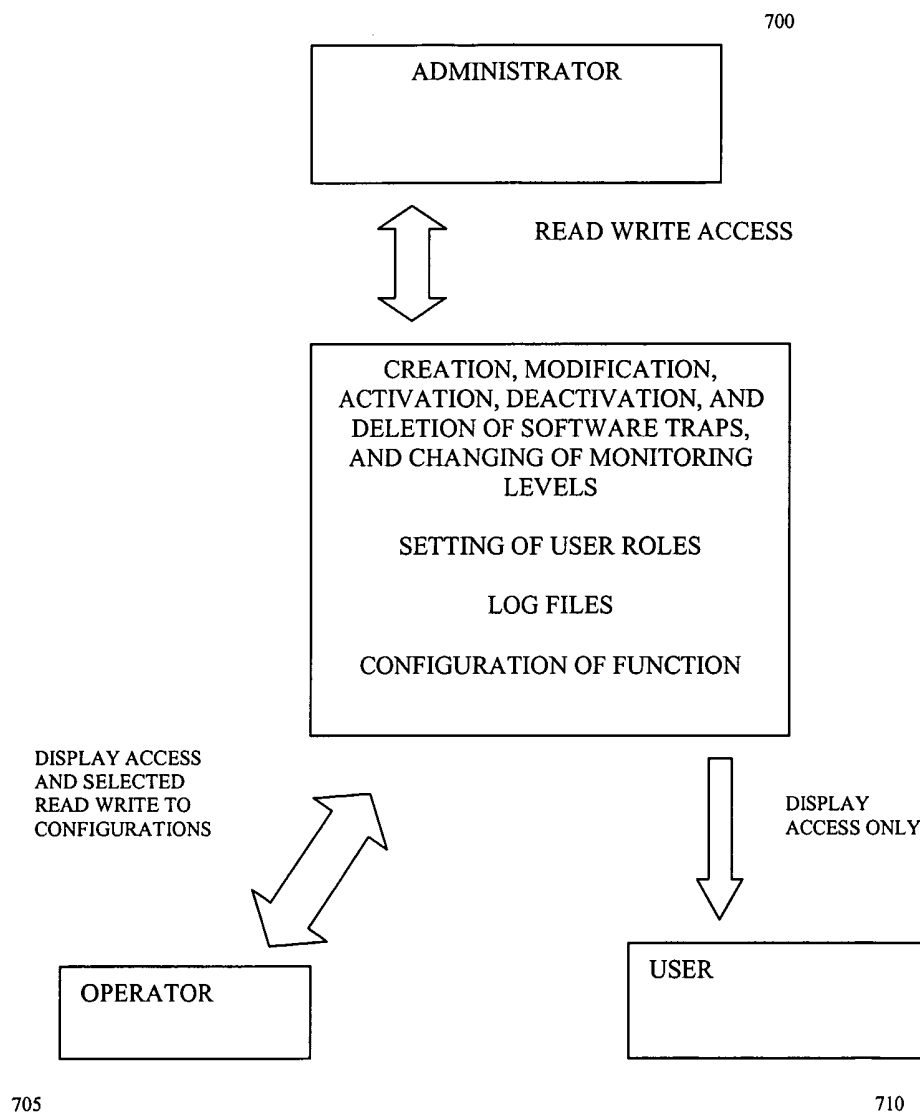 700
ADMINISTRATOR
READ WRITE ACCESS
CREATION, MODIFICATION,
ACTIVATION, DEACTIVATION, AND
DELETION OF SOFTWARE TRAPS,
AND CHANGING OF MONITORING
LEVELS
SETTING OF USER ROLES
LOG FILES
CONFIGURATION OF FUNCTION
DISPLAY ACCESS
AND SELECTED
READ WRITE TO
CONFIGURATIONS
DISPLAY
ACCESS ONLY
OPERATOR
USER
705
710